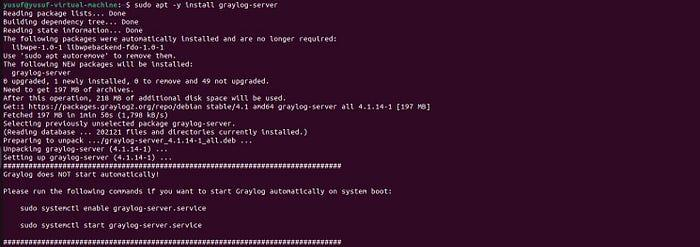 yusuf@yusuf-virtual-machine:~$ sudo apt -y install graylog-server
Reading package lists... Done
Building dependency tree... Done
Reading state information... Done
The following packages were automatically installed and are no longer required:
  libwpe-1.0-1 libwpebackend-fdo-1.0-1
Use 'sudo apt autoremove' to remove them.
The following NEW packages will be installed:
  graylog-server
0 upgraded, 1 newly installed, 0 to remove and 49 not upgraded.
Need to get 197 MB of archives.
After this operation, 218 MB of additional disk space will be used.
Get:1 https://packages.graylog2.org/repo/debian stable/4.1 amd64 graylog-server all 4.1.14-1 [197 MB]
Fetched 197 MB in 1min 50s (1,798 kB/s)
Selecting previously unselected package graylog-server.
(Reading database ... 202121 files and directories currently installed.)
Preparing to unpack .../graylog-server_4.1.14-1_all.deb ...
Unpacking graylog-server (4.1.14-1) ...
Setting up graylog-server (4.1.14-1) ...
################################################################################
Graylog does NOT start automatically!
Please run the following commands if you want to start Graylog automatically on system boot:
    sudo systemctl enable graylog-server.service
    sudo systemctl start graylog-server.service
################################################################################